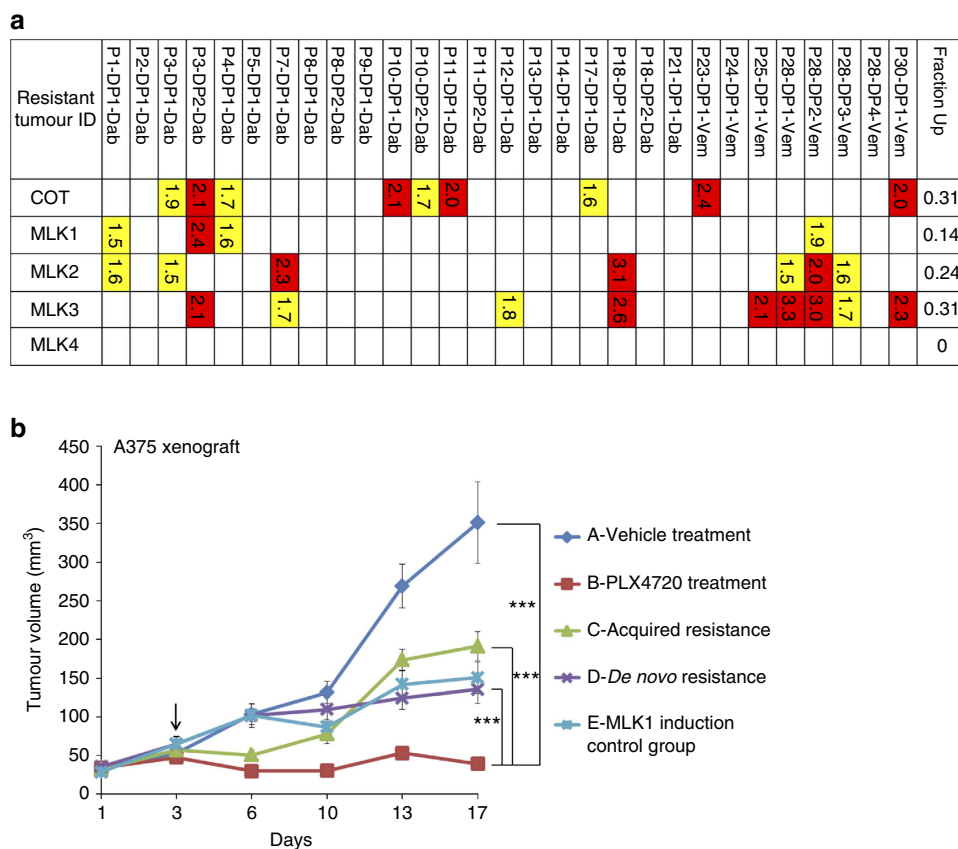 a
Resistant tumour ID P1-DP1-Dab P2-DP1-Dab P3-DP1-Dab P3-DP2-Dab P4-DP1-Dab P5-DP1-Dab P7-DP1-Dab P8-DP1-Dab P8-DP2-Dab P9-DP1-Dab P10-DP1-Dab P10-DP2-Dab P11-DP1-Dab P11-DP2-Dab P12-DP1-Dab P13-DP1-Dab P14-DP1-Dab P17-DP1-Dab P18-DP1-Dab P18-DP2-Dab P21-DP1-Dab P23-DP1-Vem P24-DP1-Vem P25-DP1-Vem P28-DP1-Vem P28-DP2-Vem P28-DP3-Vem P28-DP4-Vem P30-DP1-Vem Fraction Up
COT 1.9 2.1 1.7 2.1 1.7 2.0 1.6 2.4 2.0 0.31
MLK1 1.5 2.4 1.6 1.9 0.14
MLK2 1.6 1.5 2.3 3.1 1.5 2.0 1.6 0.24
MLK3 2.1 1.7 1.8 2.6 2.1 3.3 3.0 1.7 2.3 0.31
MLK4 0
b
A375 xenograft
Tumour volume (mm³)
450
400
350
300
250
200
150
100
50
0
1 3 6 10 13 17
Days
***
***
***
A-Vehicle treatment
B-PLX4720 treatment
C-Acquired resistance
D-De novo resistance
E-MLK1 induction
control group